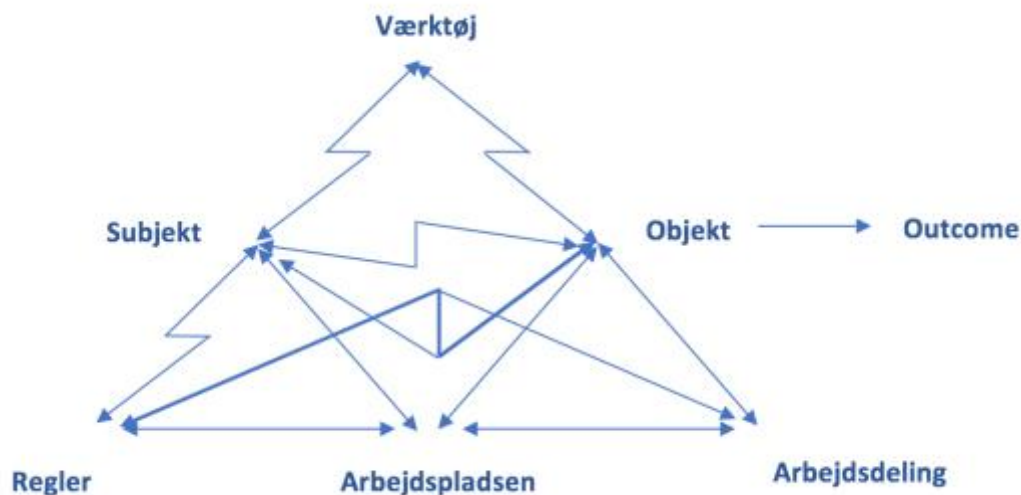 Værktøj
Subjekt
Objekt
Outcome
Regler
Arbejdspladsen
Arbejdsdeling